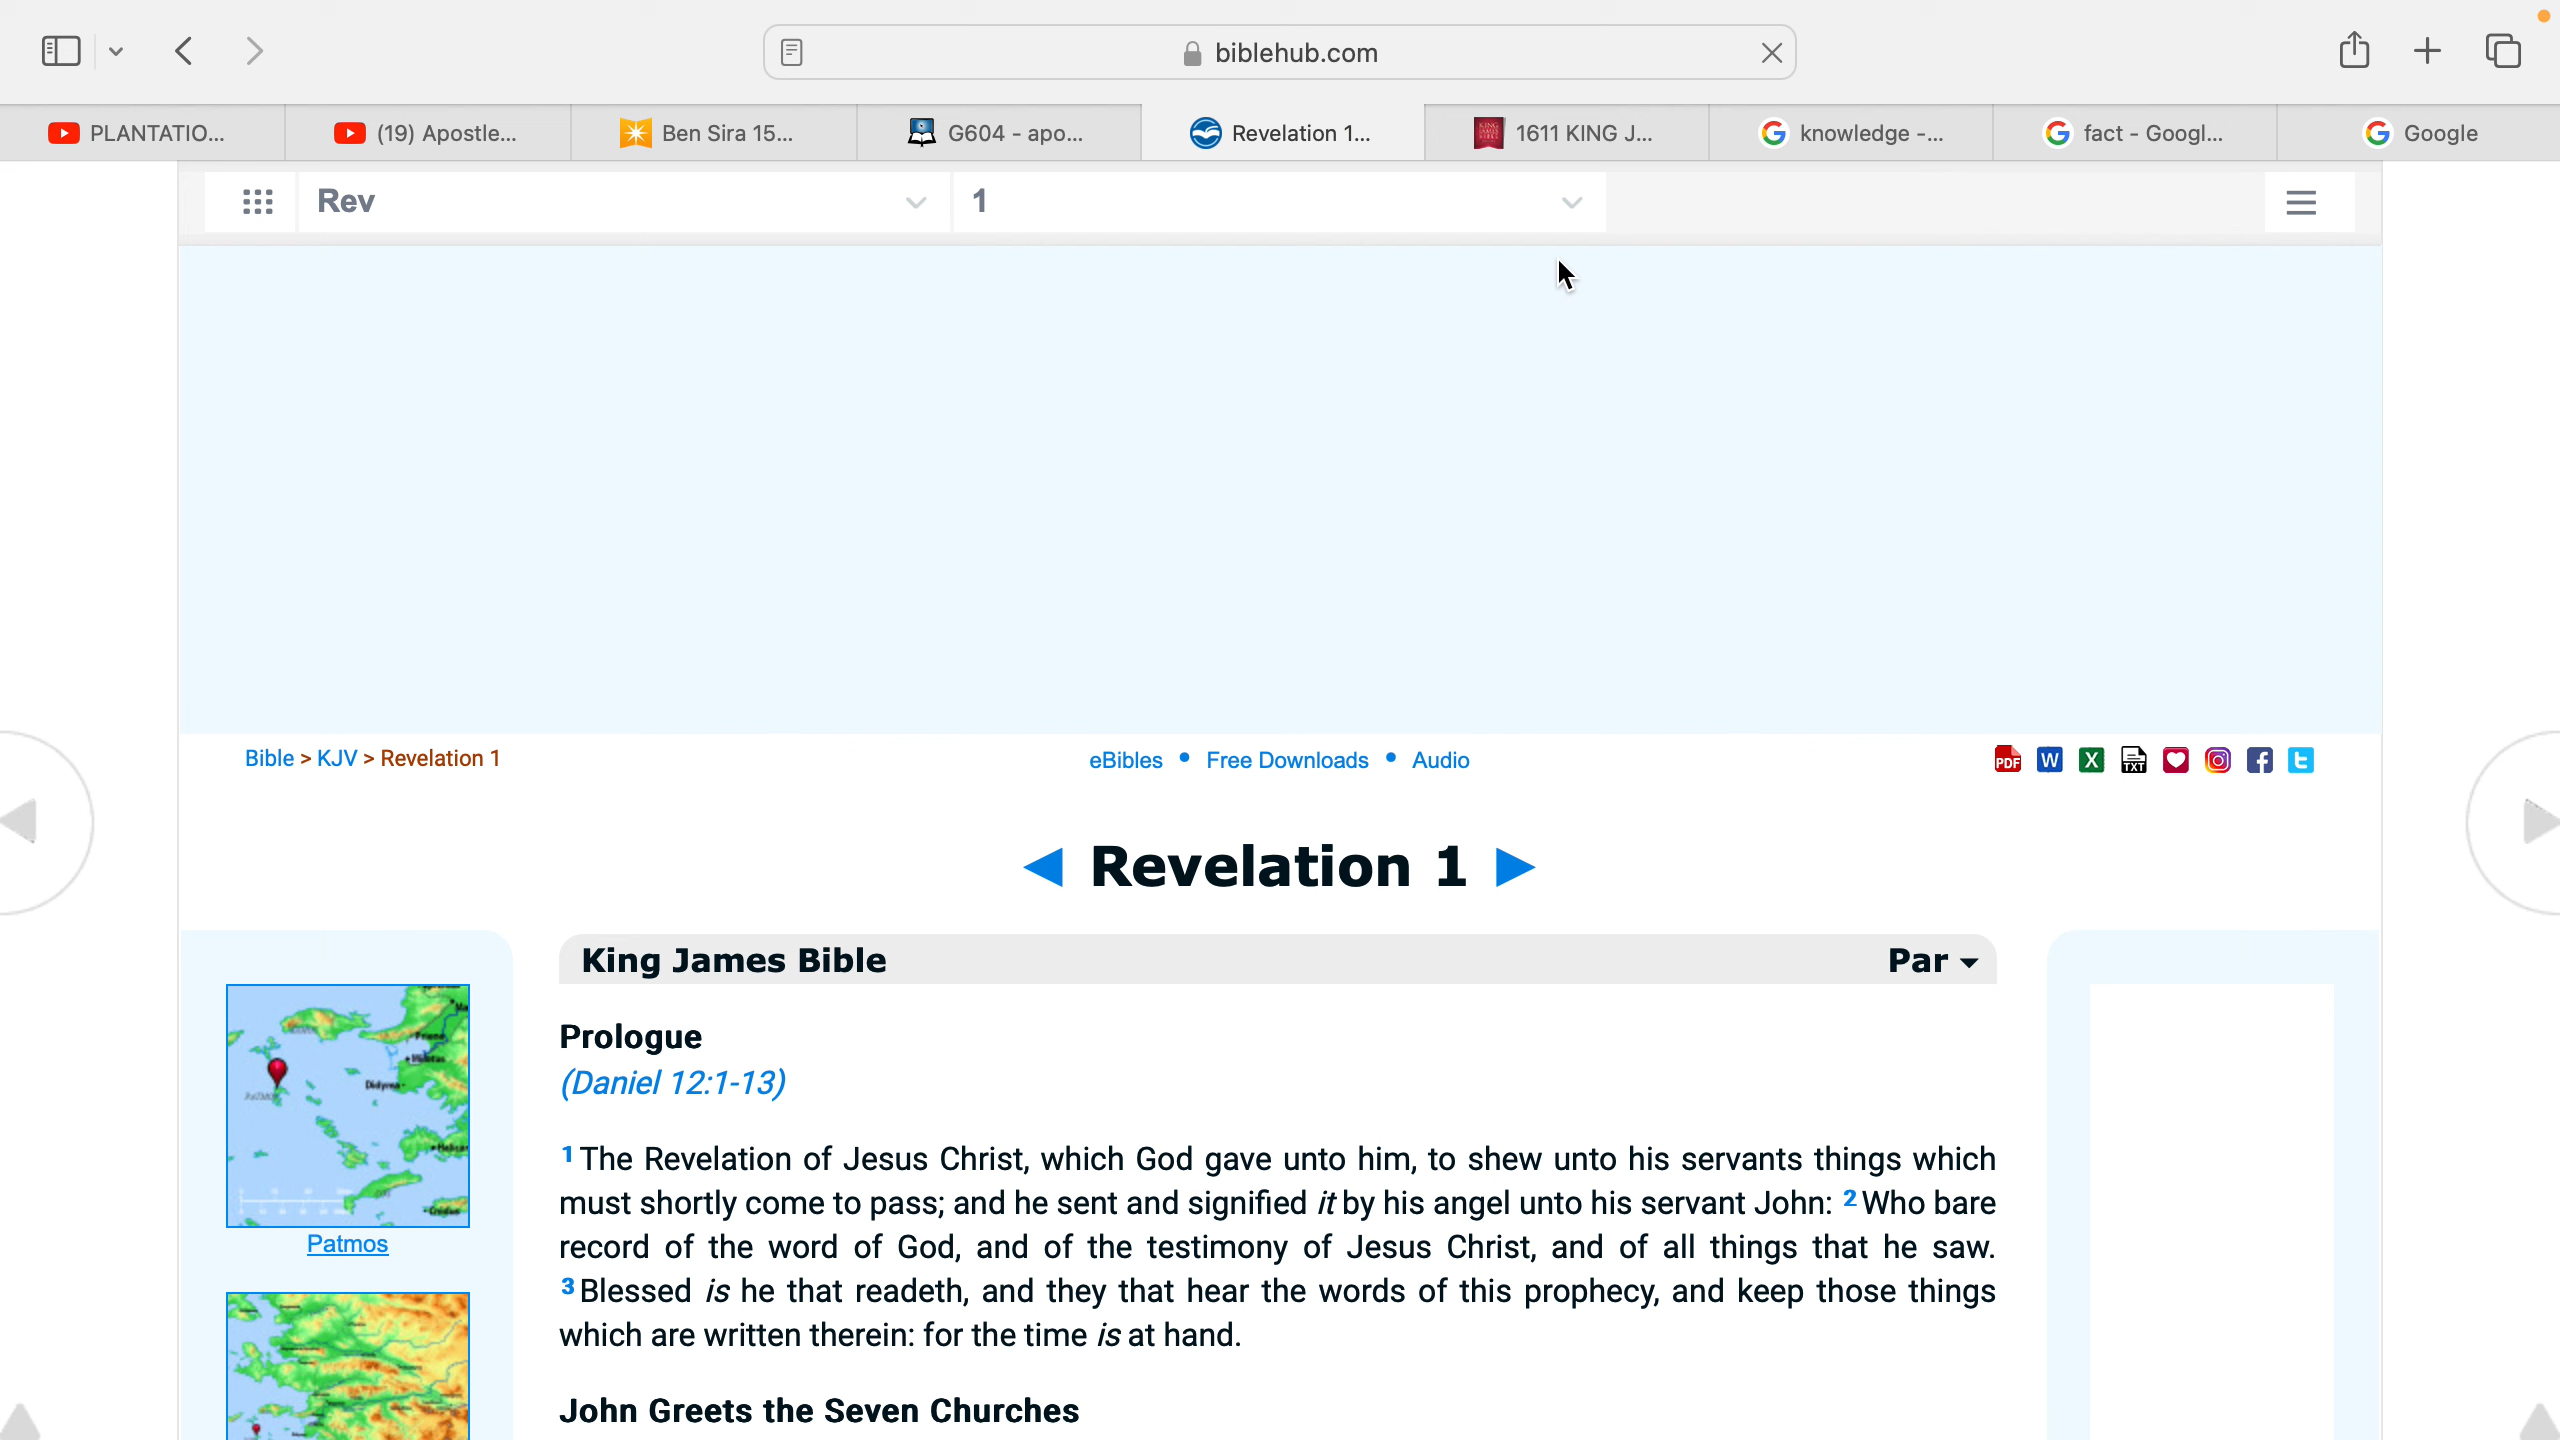 biblehub.com
PLANTATIO...
(19) Apostle...
Ben Sira 15...
G604 - apo...
Revelation 1...
1611 KING J...
knowledge -...
fact - Googl...
Google
Rev
1
Bible > KJV > Revelation 1
eBibles • Free Downloads • Audio
PDF W X TXT
◄ Revelation 1 ►
King James Bible
Par
Prologue
(Daniel 12:1-13)
1 The Revelation of Jesus Christ, which God gave unto him, to shew unto his servants things which
must shortly come to pass; and he sent and signified it by his angel unto his servant John: 2 Who bare
record of the word of God, and of the testimony of Jesus Christ, and of all things that he saw.
3 Blessed is he that readeth, and they that hear the words of this prophecy, and keep those things
which are written therein: for the time is at hand.
Didyma
Patmos
John Greets the Seven Churches